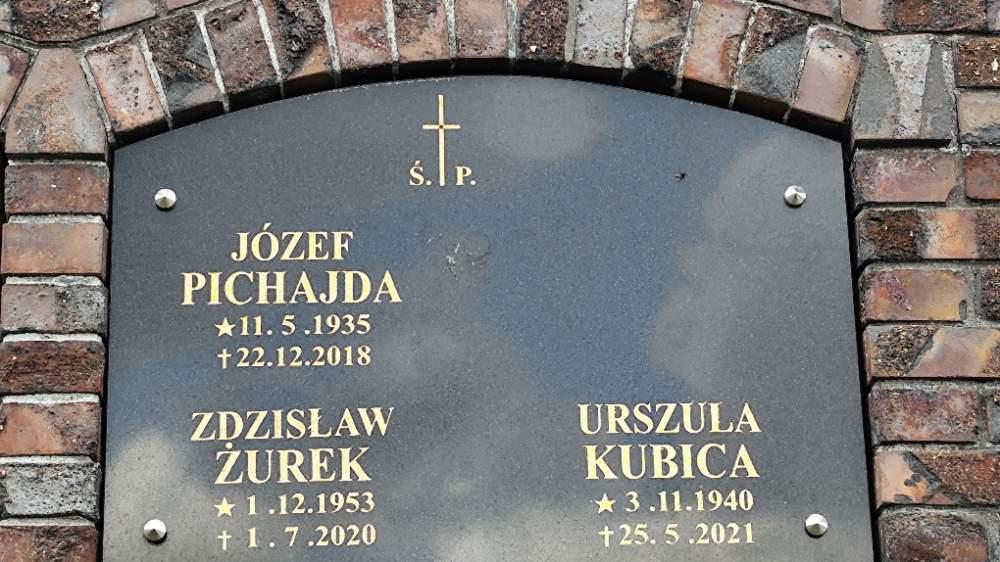 Ś. P.
JÓZEF
PICHAJDA
★11. 5 .1935
†22.12.2018
ZDZISŁAW
ŻUREK
★ 1 .12.1953
† 1 . 7 .2020
URSZULA
KUBICA
★ 3 .11.1940
†25. 5 .2021